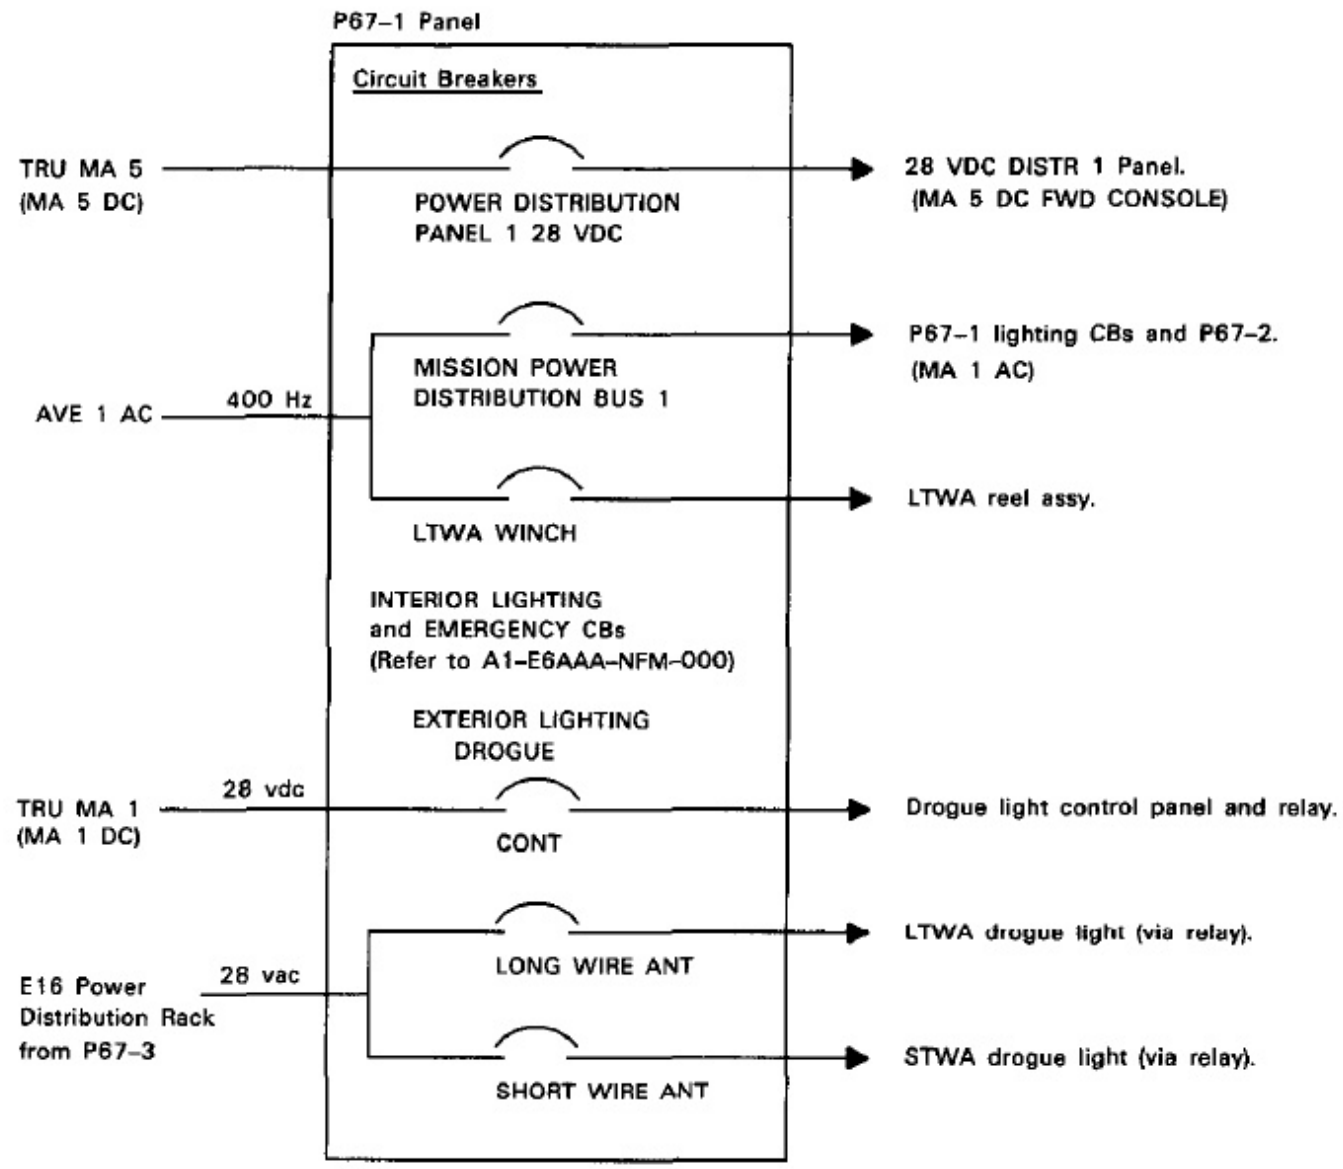 P67-1 Panel
Circuit Breakers
TRU MA 5
(MA 5 DC)
POWER DISTRIBUTION
PANEL 1 28 VDC
28 VDC DISTR 1 Panel.
(MA 5 DC FWD CONSOLE)
AVE 1 AC
400 Hz
MISSION POWER
DISTRIBUTION BUS 1
P67-1 lighting CBs and P67-2.
(MA 1 AC)
LTWA WINCH
LTWA reel assy.
INTERIOR LIGHTING
and EMERGENCY CBs
(Refer to A1-E6AAA-NFM-000)
EXTERIOR LIGHTING
DROGUE
TRU MA 1
(MA 1 DC)
28 vdc
CONT
Drogue light control panel and relay.
E16 Power
Distribution Rack
from P67-3
28 vac
LONG WIRE ANT
LTWA drogue light (via relay).
SHORT WIRE ANT
STWA drogue light (via relay).